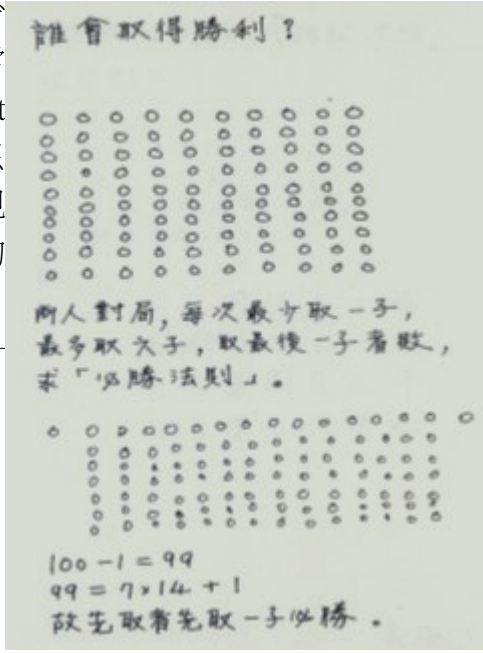 誰會取得勝利？
兩人對局，每次最少取一子，
最多取六子，取最後一子者敗，
求「必勝法則」。
100 - 1 = 99
99 = 7 x 14 + 1
故先取者先取一子必勝。